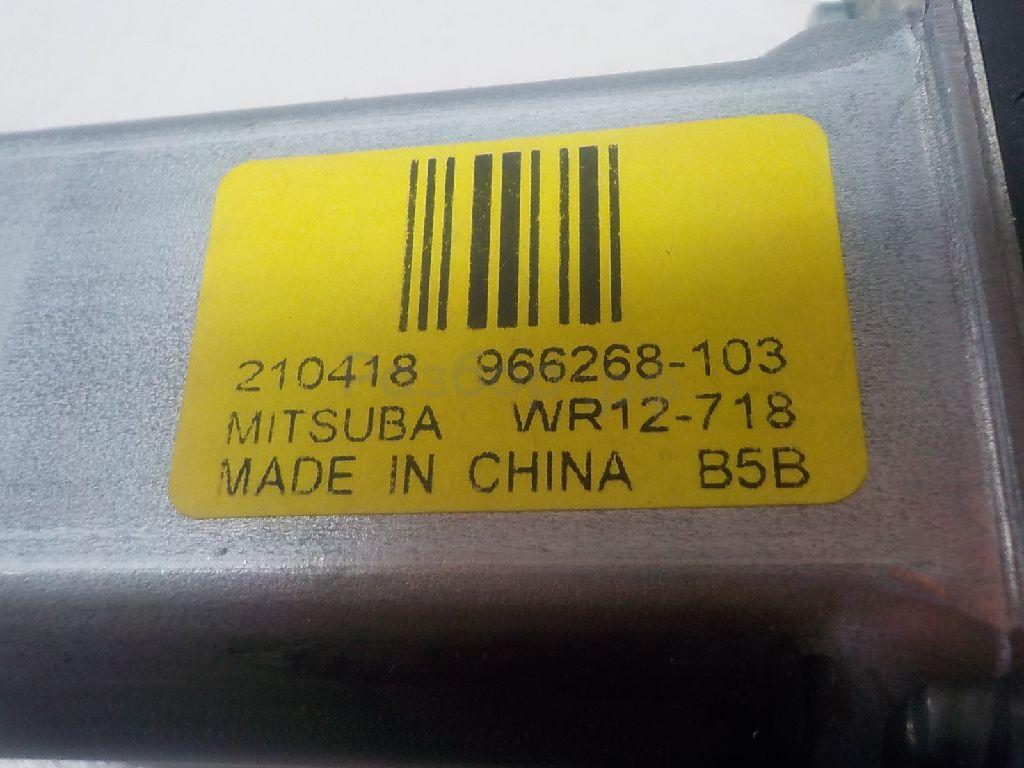 210418 966268-103
MITSUBA WR12-718
MADE IN CHINA B5B